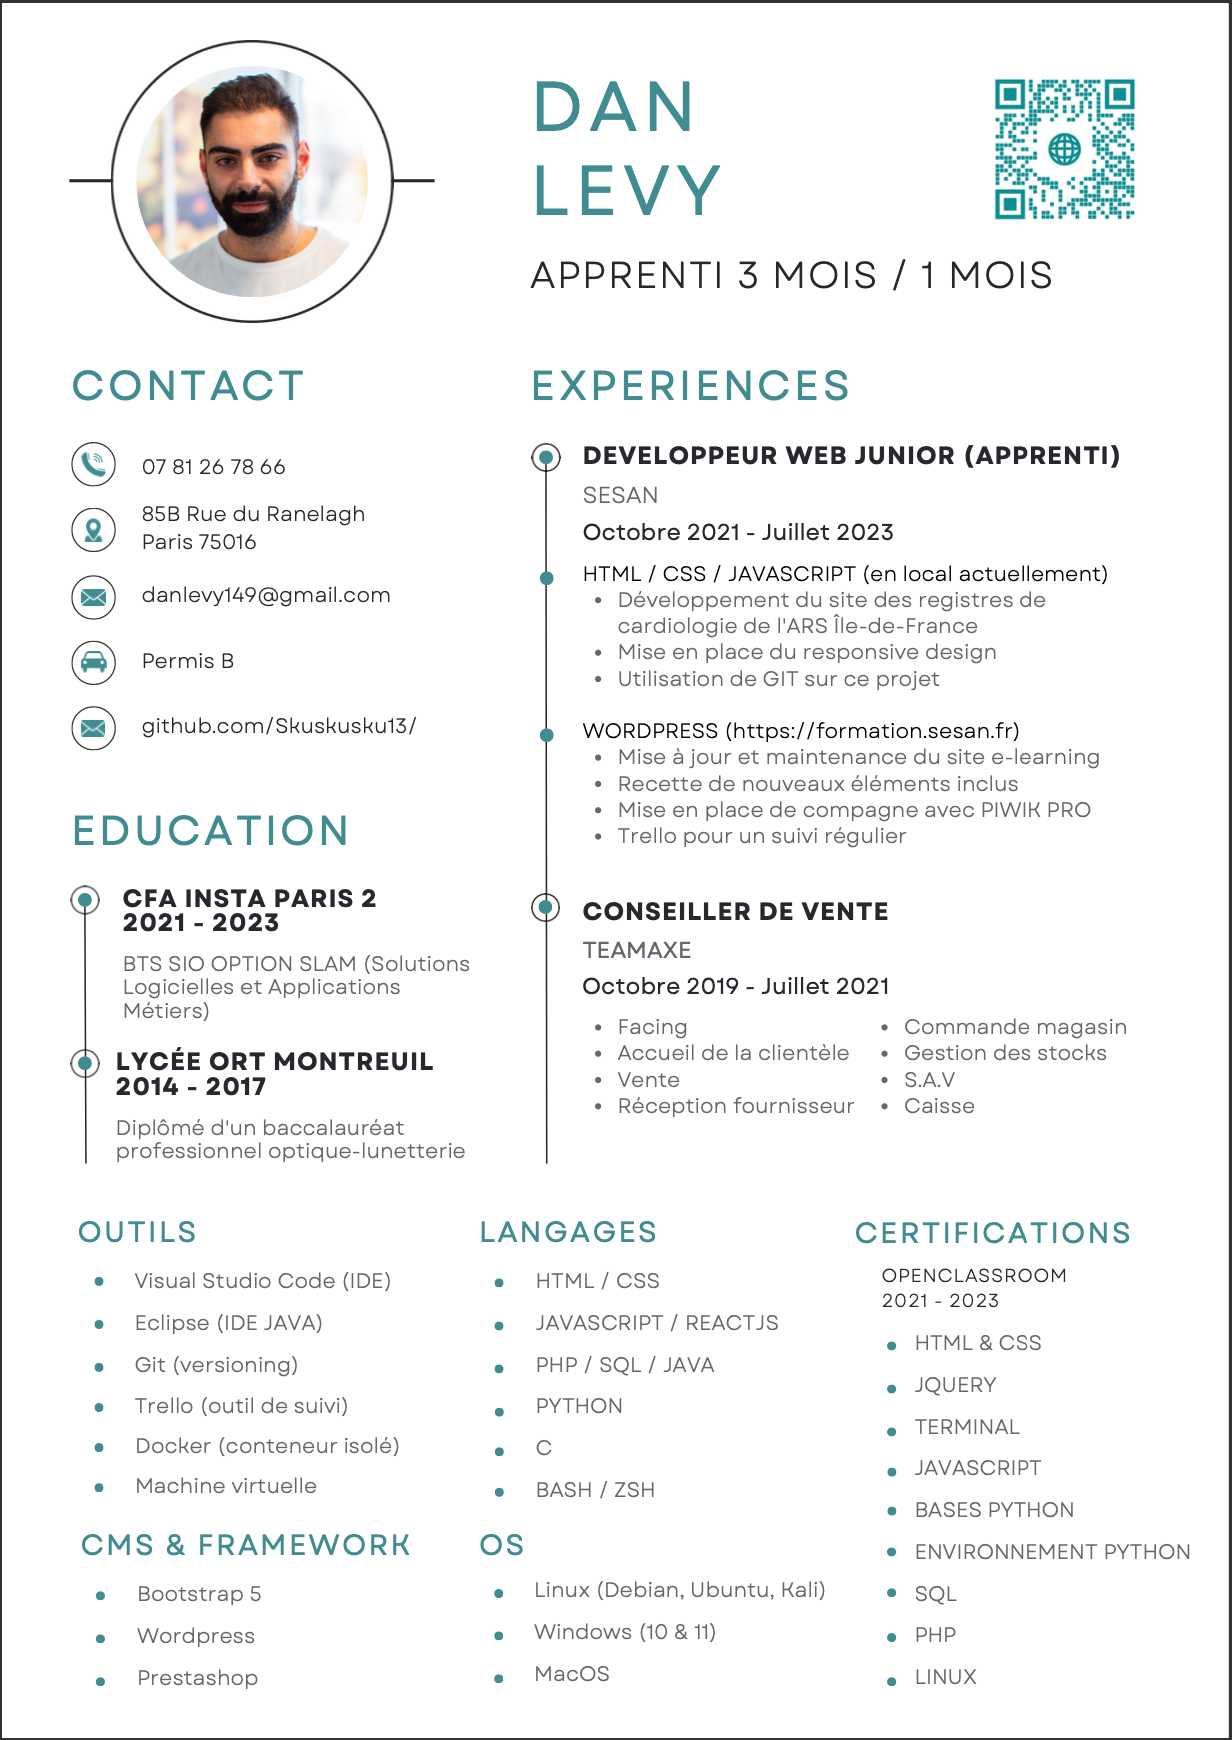 DAN
LEVY
APPRENTI 3 MOIS / 1 MOIS
CONTACT
07 81 26 78 66
85B Rue du Ranelagh
Paris 75016
danlevy149@gmail.com
Permis B
github.com/Skuskusku13/
EDUCATION
CFA INSTA PARIS 2
2021 - 2023
BTS SIO OPTION SLAM (Solutions
Logicielles et Applications
Métiers)
LYCÉE ORT MONTREUIL
2014 - 2017
Diplômé d'un baccalauréat
professionnel optique-lunetterie
EXPERIENCES
DEVELOPPEUR WEB JUNIOR (APPRENTI)
SESAN
Octobre 2021 - Juillet 2023
HTML / CSS / JAVASCRIPT (en local actuellement)
• Développement du site des registres de
cardiologie de l'ARS Île-de-France
• Mise en place du responsive design
• Utilisation de GIT sur ce projet
WORDPRESS (https://formation.sesan.fr)
• Mise à jour et maintenance du site e-learning
• Recette de nouveaux éléments inclus
• Mise en place de compagne avec PIWIK PRO
• Trello pour un suivi régulier
CONSEILLER DE VENTE
TEAMAXE
Octobre 2019 - Juillet 2021
• Facing
• Accueil de la clientèle
• Vente
• Réception fournisseur
• Commande magasin
• Gestion des stocks
• S.A.V
• Caisse
OUTILS
• Visual Studio Code (IDE)
• Eclipse (IDE JAVA)
• Git (versioning)
• Trello (outil de suivi)
• Docker (conteneur isolé)
• Machine virtuelle
CMS & FRAMEWORK
• Bootstrap 5
• Wordpress
• Prestashop
LANGAGES
• HTML / CSS
• JAVASCRIPT / REACTJS
• PHP / SQL / JAVA
• PYTHON
• C
• BASH / ZSH
OS
• Linux (Debian, Ubuntu, Kali)
• Windows (10 & 11)
• MacOS
CERTIFICATIONS
OPENCLASSROOM
2021 - 2023
• HTML & CSS
• JQUERY
• TERMINAL
• JAVASCRIPT
• BASES PYTHON
• ENVIRONNEMENT PYTHON
• SQL
• PHP
• LINUX